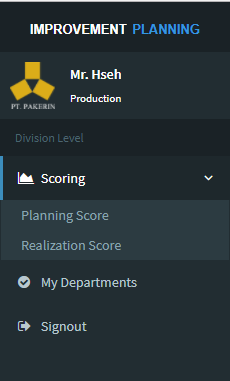 IMPROVEMENT PLANNING
Mr. Hseh
Production
PT. PAKERIN
Division Level
Scoring
Planning Score
Realization Score
My Departments
Signout